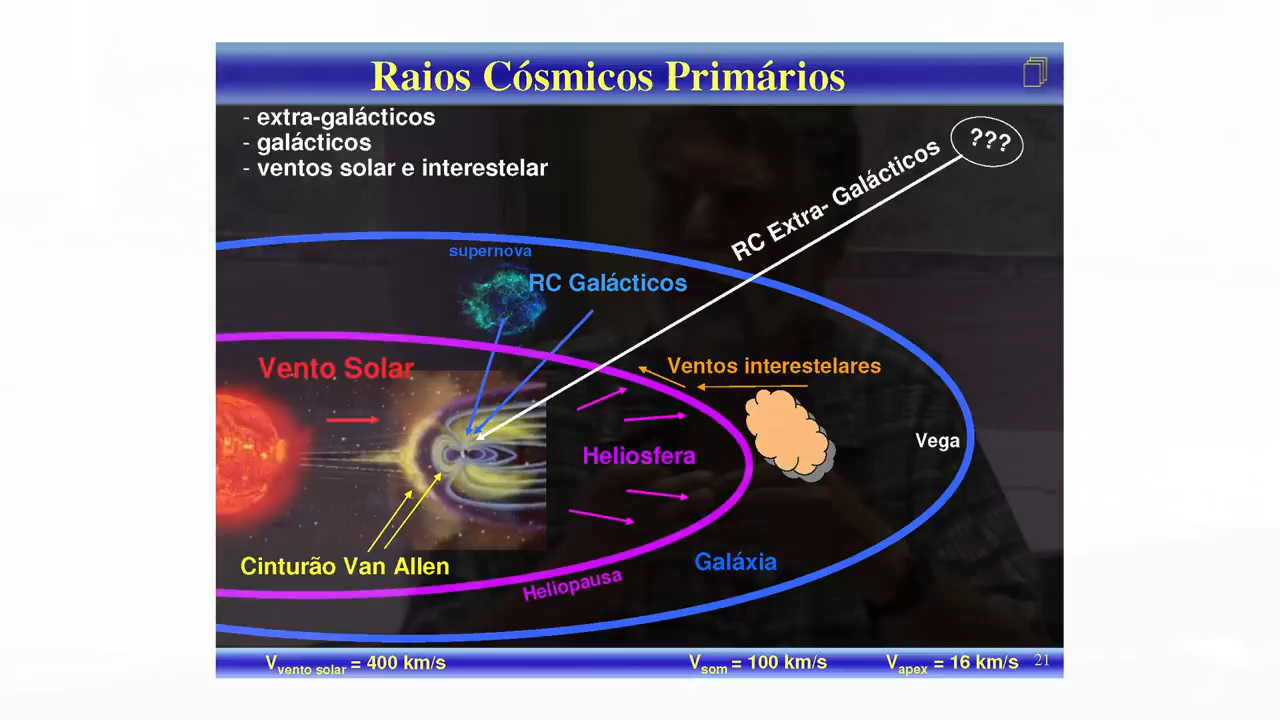 Raios Cósmicos Primários
- extra-galácticos
- galácticos
- ventos solar e interestelar
???
RC Extra- Galácticos
supernova
RC Galácticos
Vento Solar
Ventos interestelares
Vega
Heliosfera
Cinturão Van Allen
Galáxia
Heliopausa
Vvento solar = 400 km/s
Vsom = 100 km/s
Vapex = 16 km/s
21